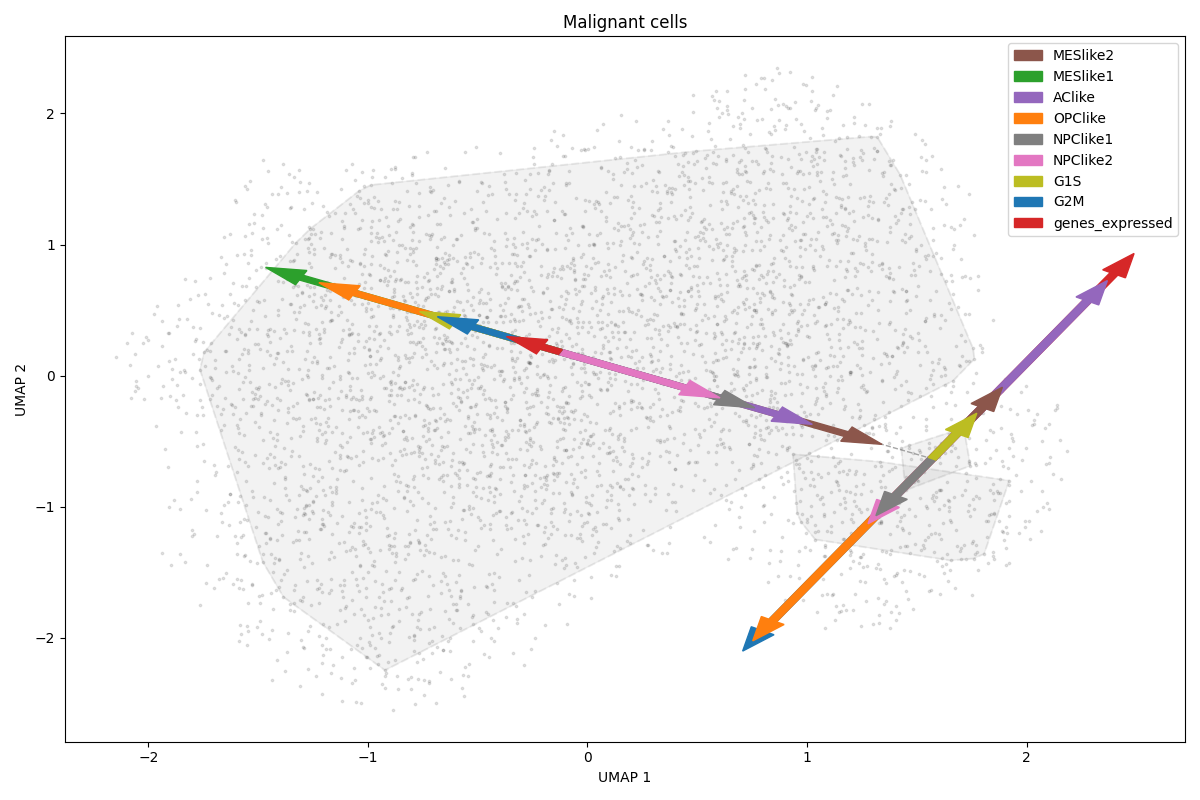 Malignant cells
MESlike2
MESlike1
AClike
OPClike
NPClike1
NPClike2
G1S
G2M
genes_expressed
2
1
0
−1
−2
UMAP 2
−2
−1
0
1
2
UMAP 1